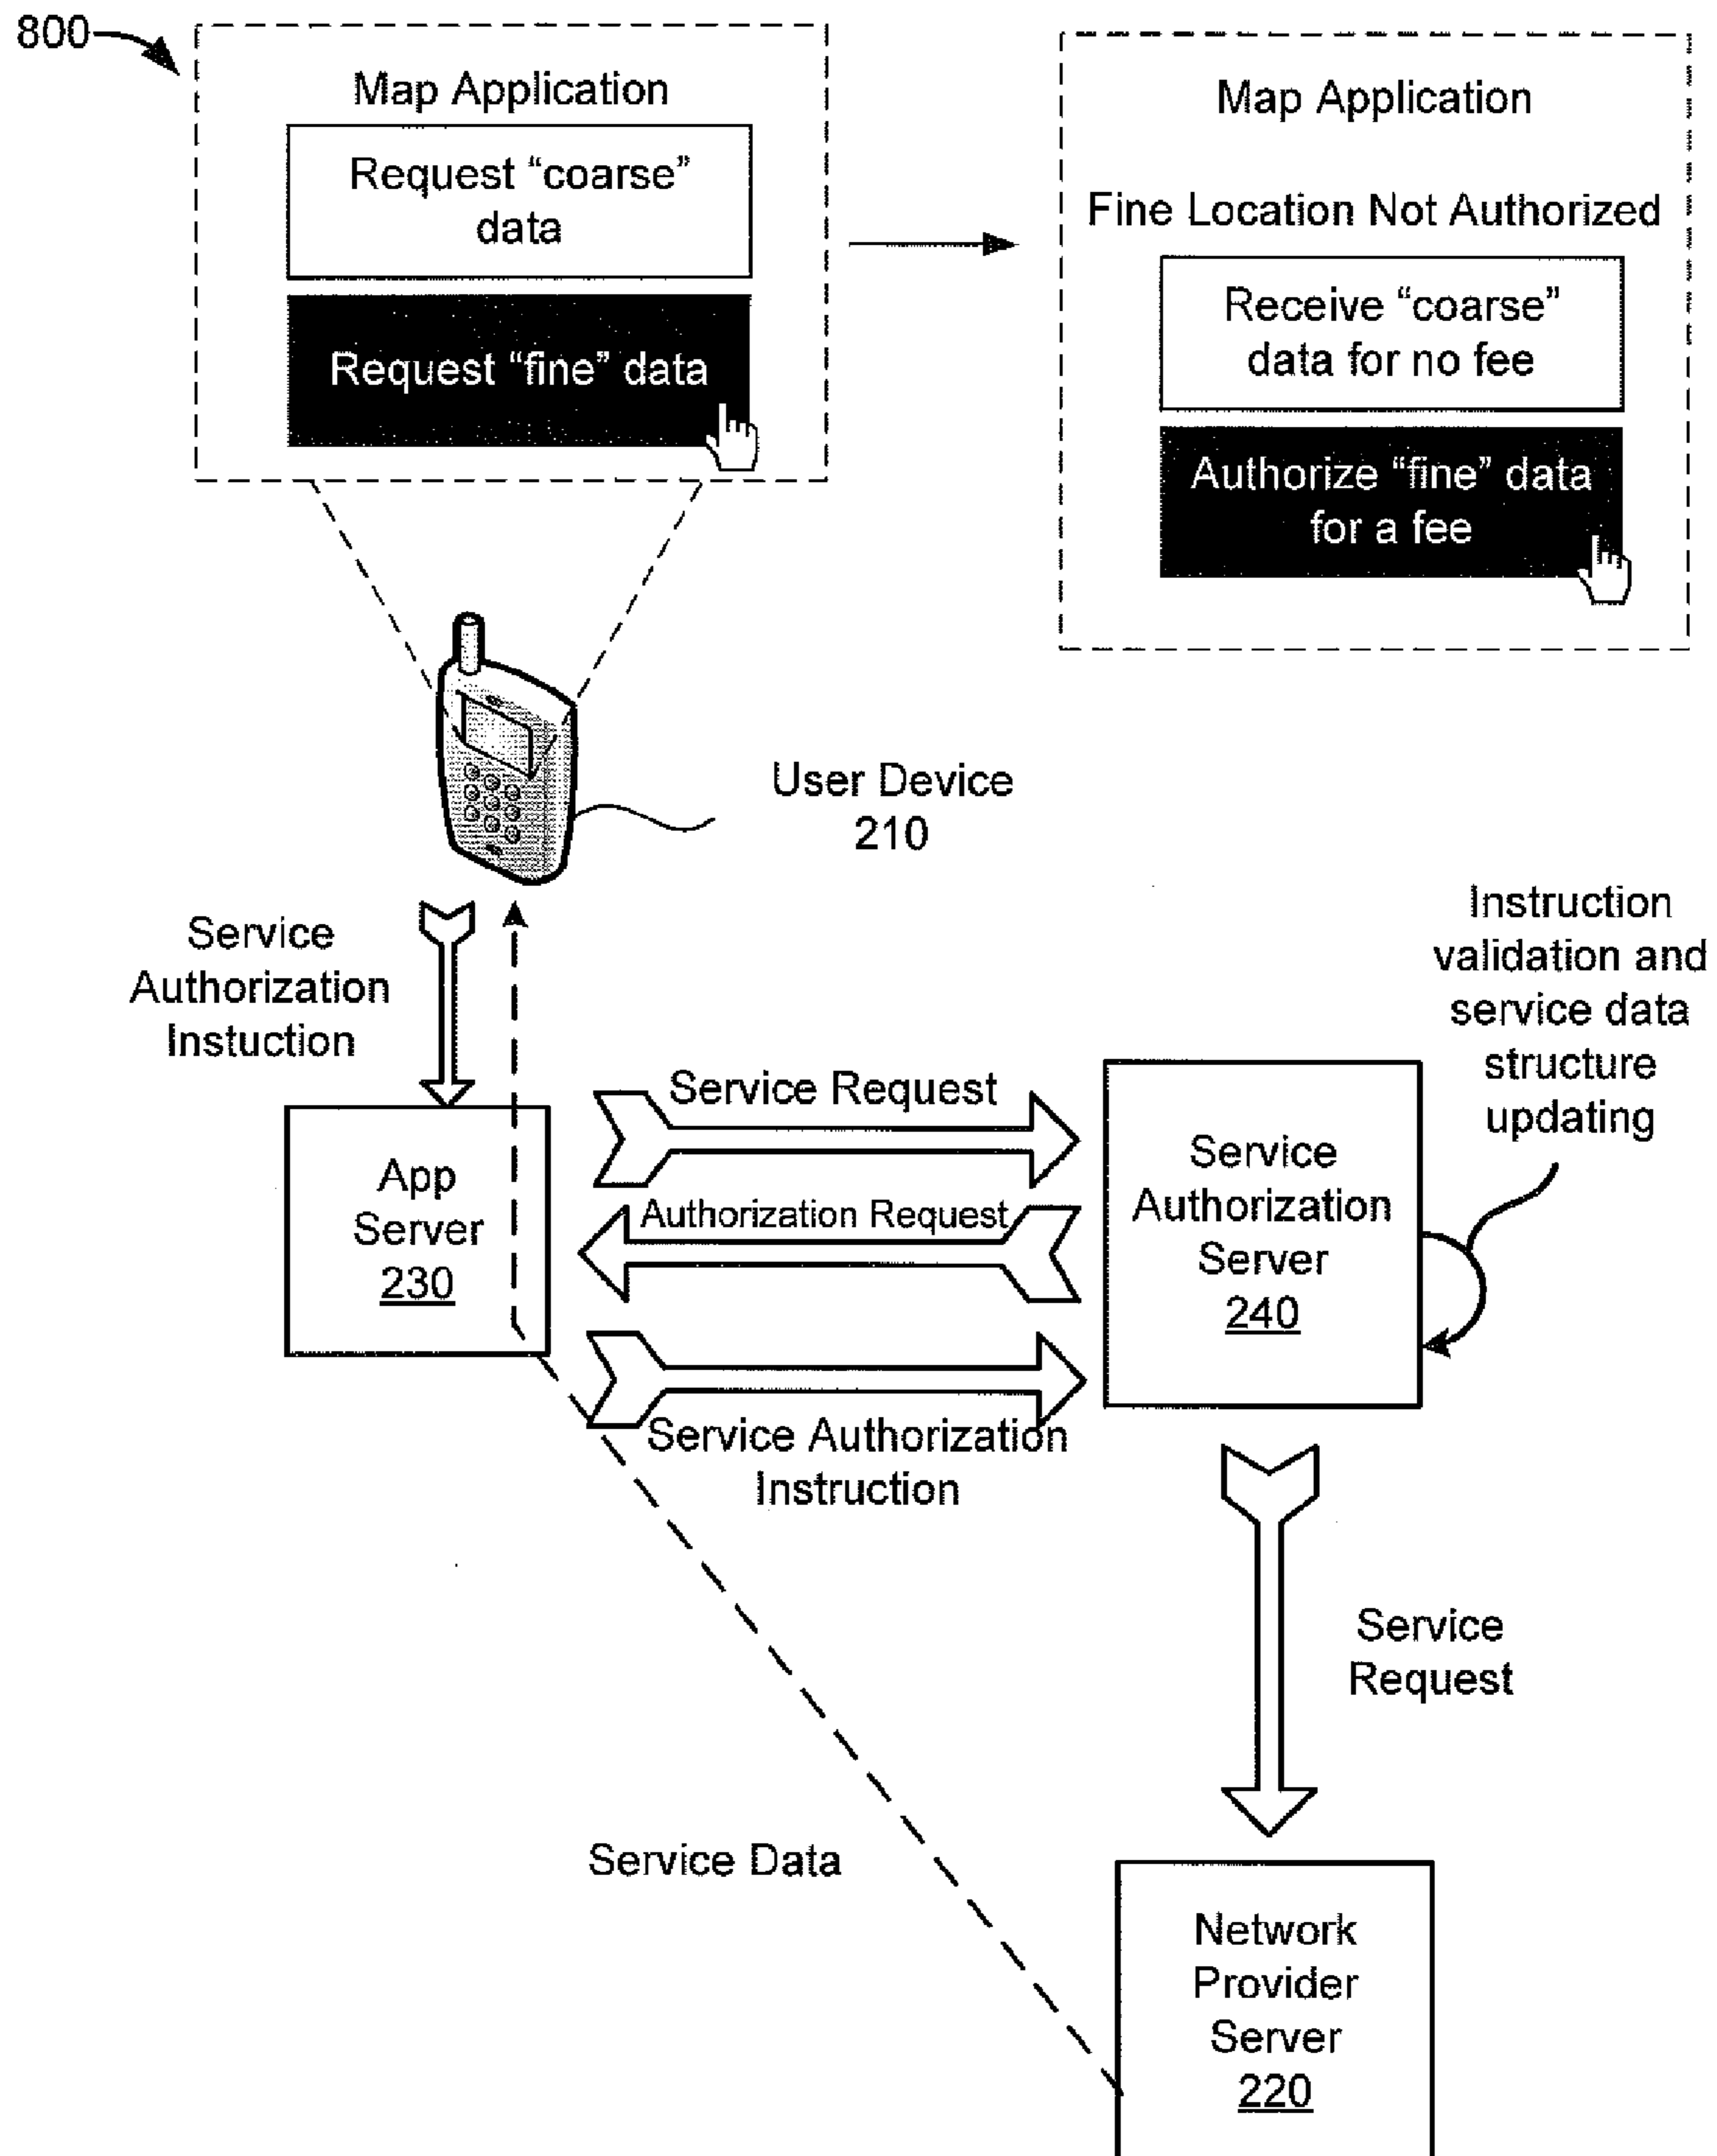 800
Map Application
Request “coarse”
data
Request “fine” data
Map Application
Fine Location Not Authorized
Receive “coarse”
data for no fee
Authorize “fine” data
for a fee
User Device
210
Service
Authorization
Instuction
Instruction
validation and
service data
structure
updating
App
Server
230
Service Request
Authorization Request
Service Authorization
Instruction
Service
Authorization
Server
240
Service
Request
Service Data
Network
Provider
Server
220